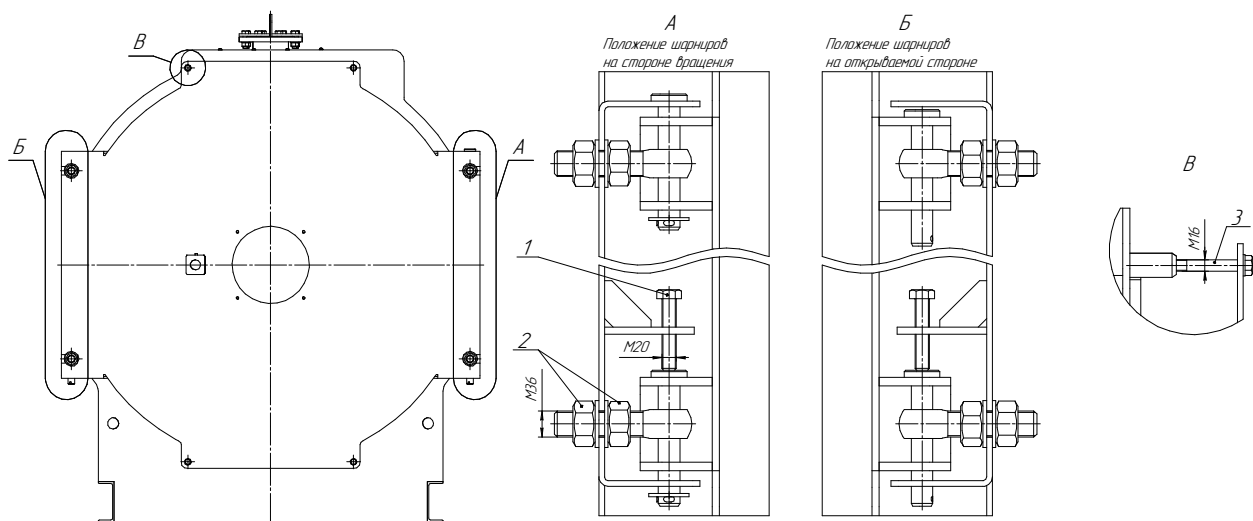 В
Б
А
А
Положение шарниров
на стороне вращения
1
2
М20
М36
Б
Положение шарниров
на открываемой стороне
В
3
М16